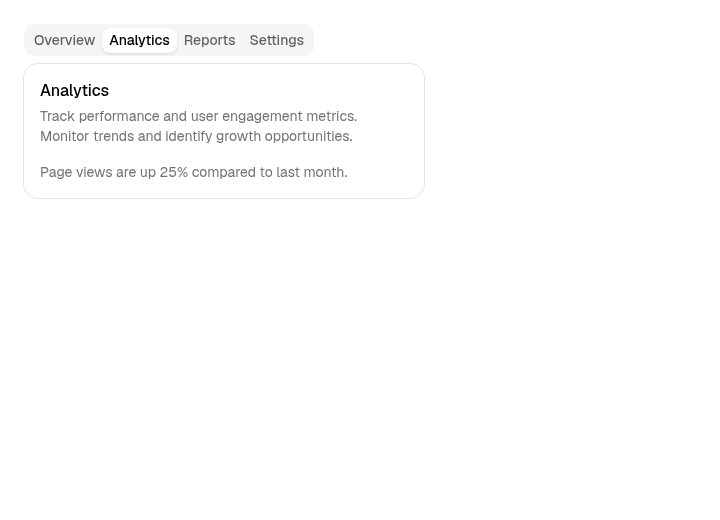 Overview Analytics Reports Settings
Analytics
Track performance and user engagement metrics.
Monitor trends and identify growth opportunities.
Page views are up 25% compared to last month.